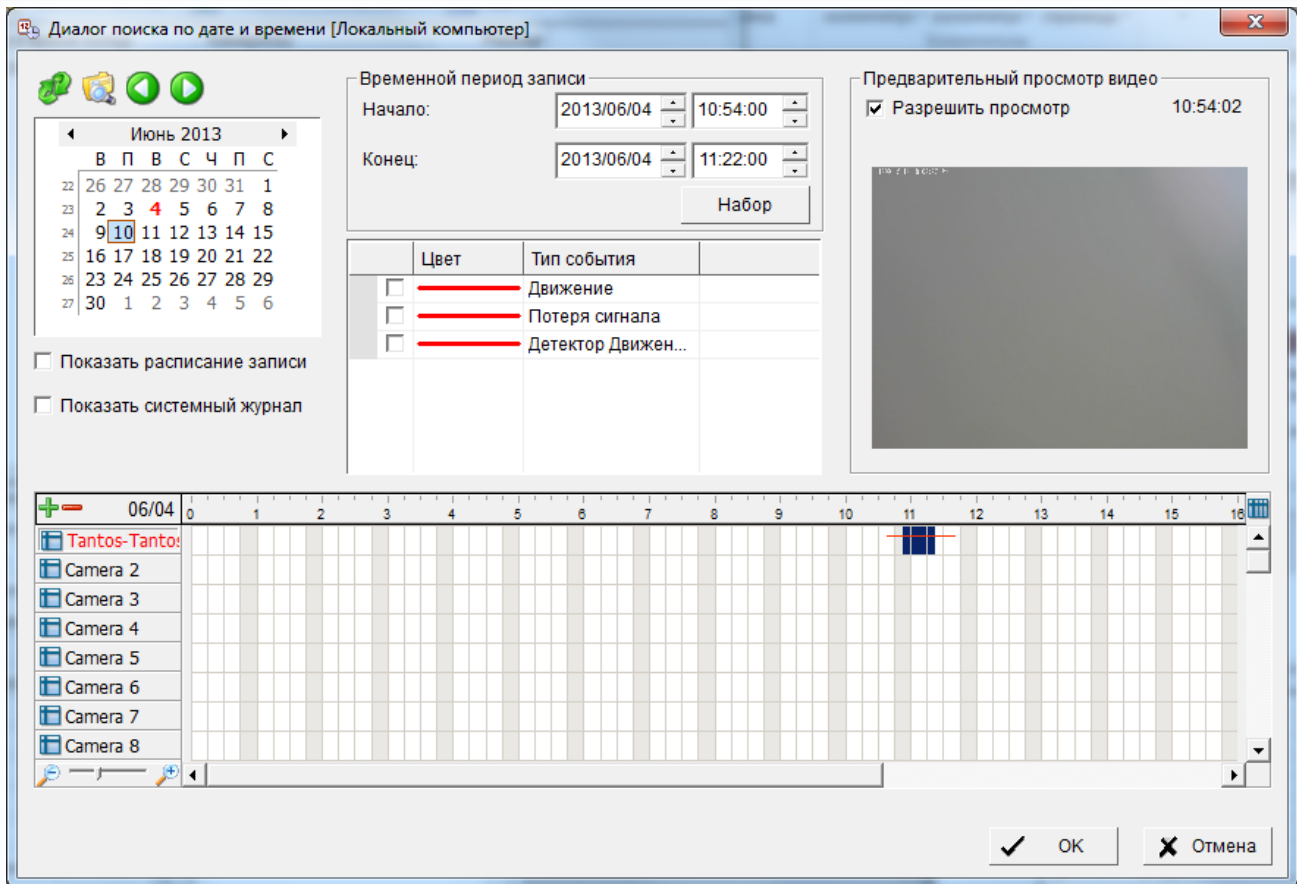 Диалог поиска по дате и времени [Локальный компьютер]
Июнь 2013
В П В С Ч П С
22 26 27 28 29 30 31 1
23 2 3 4 5 6 7 8
24 9 10 11 12 13 14 15
25 16 17 18 19 20 21 22
26 23 24 25 26 27 28 29
27 30 1 2 3 4 5 6
Показать расписание записи
Показать системный журнал
Временной период записи
Начало: 2013/06/04 10:54:00
Конец: 2013/06/04 11:22:00
Набор
Цвет Тип события
Движение
Потеря сигнала
Детектор Движен...
Предварительный просмотр видео
Разрешить просмотр 10:54:02
06/04 0 1 2 3 4 5 6 7 8 9 10 11 12 13 14 15 16
Tantos-Tantos
Camera 2
Camera 3
Camera 4
Camera 5
Camera 6
Camera 7
Camera 8
OK Отмена